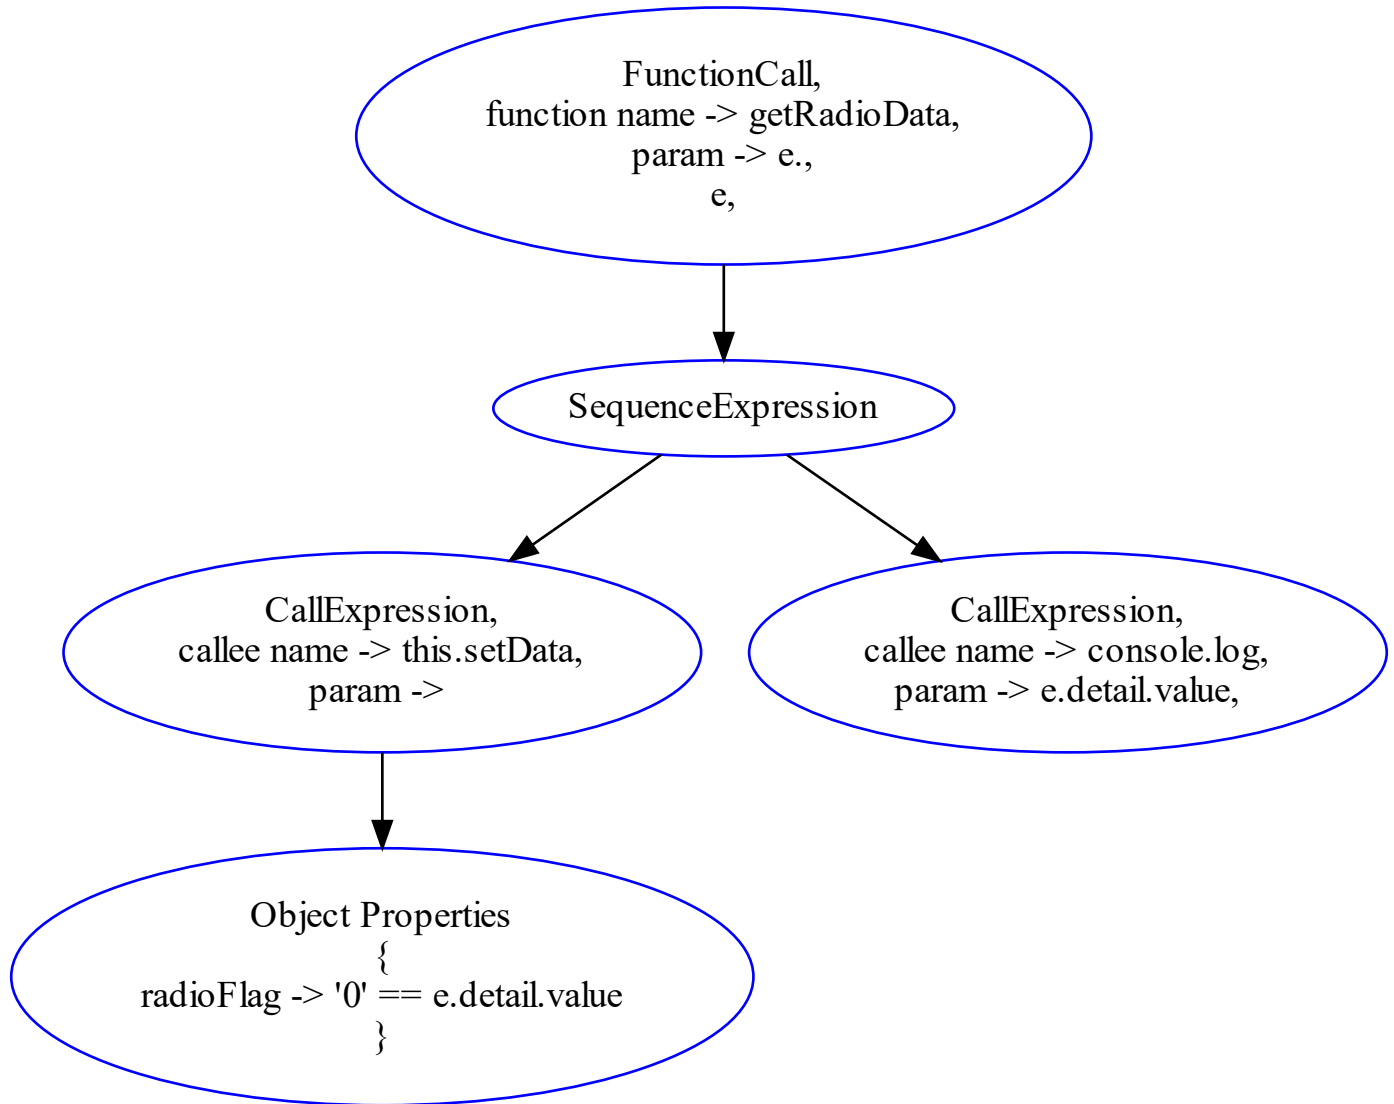 FunctionCall,
function name -> getRadioData,
param -> e.,
e,
SequenceExpression
CallExpression,
callee name -> this.setData,
param ->
CallExpression,
callee name -> console.log,
param -> e.detail.value,
Object Properties
{
radioFlag -> '0' == e.detail.value
}